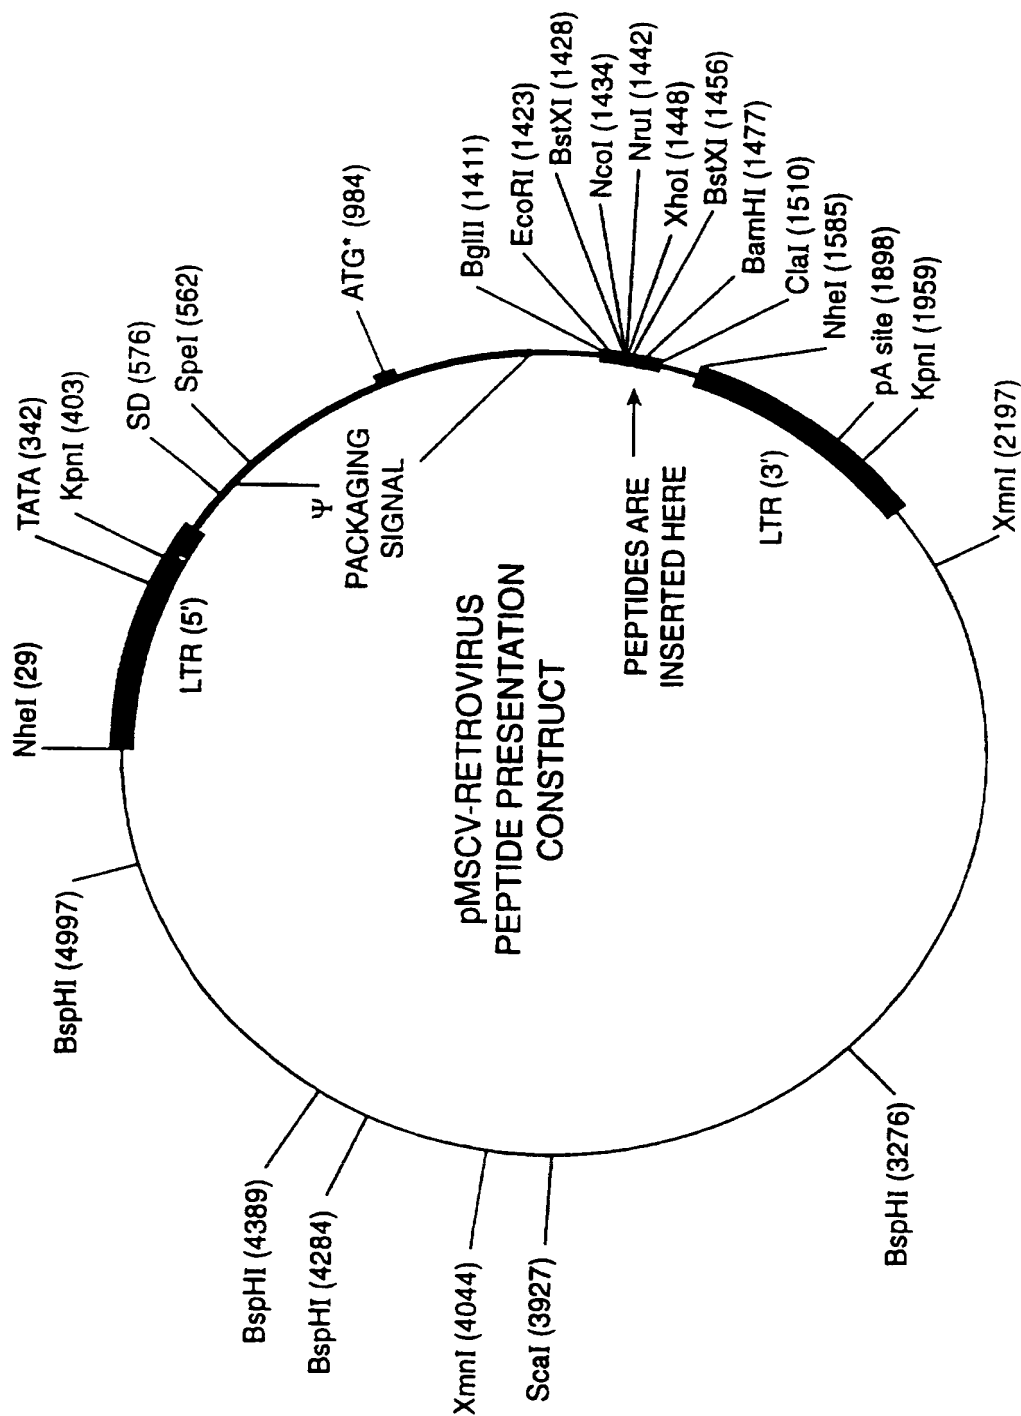 NheI (29)
TATA (342)
KpnI (403)
SD (576)
SpeI (562)
ATG* (984)
BglII (1411)
EcoRI (1423)
BstXI (1428)
NcoI (1434)
NruI (1442)
XhoI (1448)
BstXI (1456)
BamHI (1477)
ClaI (1510)
NheI (1585)
pA site (1898)
KpnI (1959)
XmnI (2197)
BspHI (3276)
ScaI (3927)
XmnI (4044)
BspHI (4284)
BspHI (4389)
BspHI (4997)
LTR (5')
Ψ
PACKAGING
SIGNAL
PEPTIDES ARE
INSERTED HERE
LTR (3')
pMSCV-RETROVIRUS
PEPTIDE PRESENTATION
CONSTRUCT